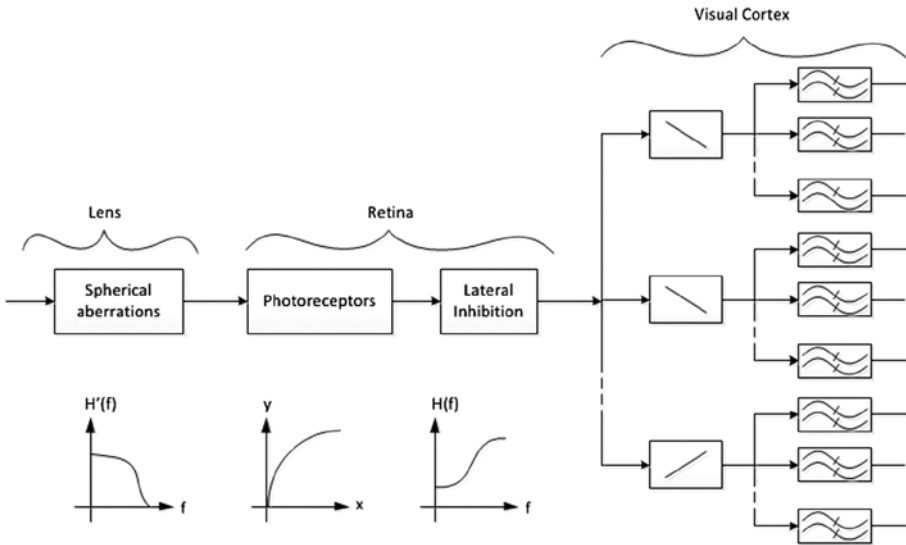 Visual Cortex
Lens
Retina
Spherical
aberrations
Photoreceptors
Lateral
Inhibition
H'(f)
f
y
x
H(f)
f